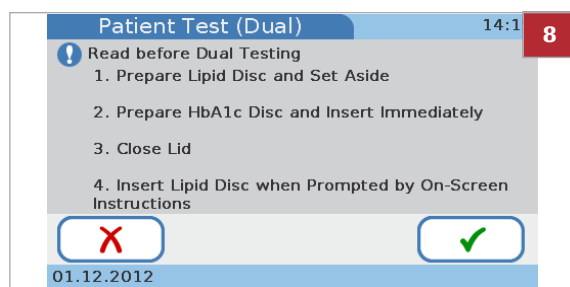 Patient Test (Dual) 14:1
8
Read before Dual Testing
1. Prepare Lipid Disc and Set Aside
2. Prepare HbA1c Disc and Insert Immediately
3. Close Lid
4. Insert Lipid Disc when Prompted by On-Screen
Instructions
01.12.2012